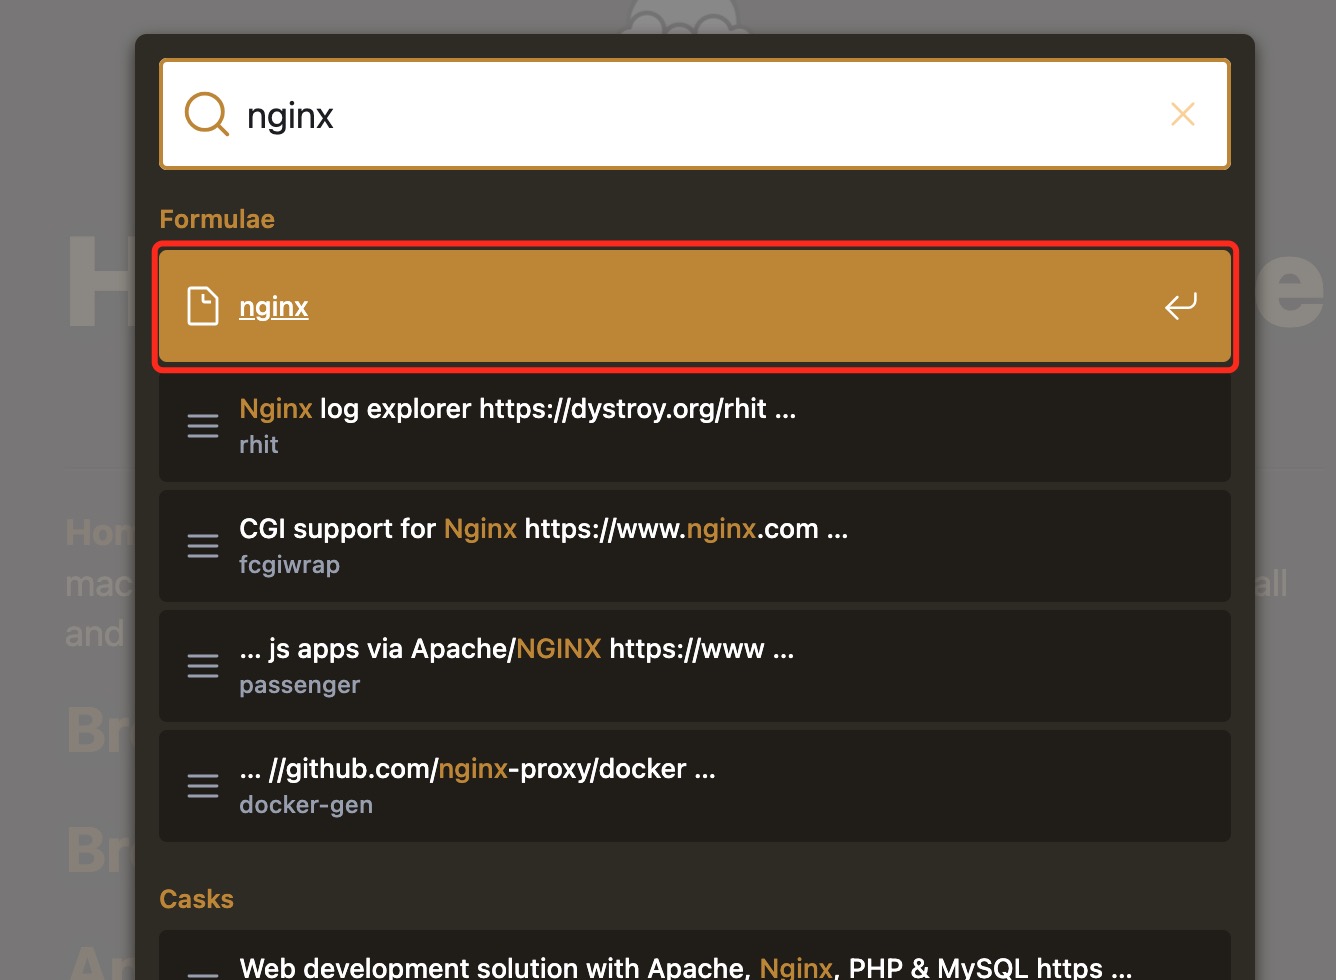 nginx
Formulae
nginx
Nginx log explorer https://dystroy.org/rhit ...
rhit
CGI support for Nginx https://www.nginx.com ...
fcgiwrap
... js apps via Apache/NGINX https://www ...
passenger
... //github.com/nginx-proxy/docker ...
docker-gen
Casks
Web development solution with Apache, Nginx, PHP & MySQL https ...
and
all